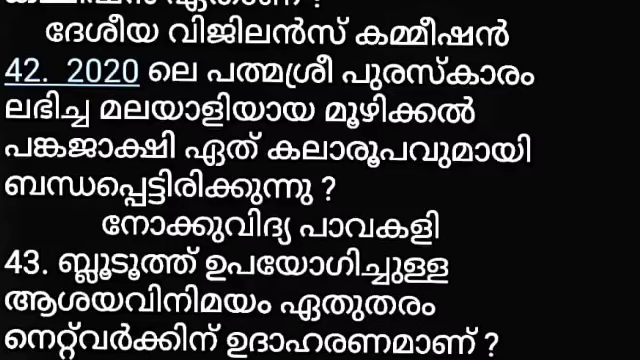 ദേശീയ വിജിലൻസ് കമ്മീഷൻ
42. 2020 ലെ പത്മശ്രീ പുരസ്കാരം
ലഭിച്ച മലയാളിയായ മൂഴിക്കൽ
പങ്കജാക്ഷി ഏത് കലാരൂപവുമായി
ബന്ധപ്പെട്ടിരിക്കുന്നു ?
നോക്കുവിദ്യ പാവകളി
43. ബ്ലൂടൂത്ത് ഉപയോഗിച്ചുള്ള
ആശയവിനിമയം ഏതുതരം
നെറ്റ്‌വർക്കിന് ഉദാഹരണമാണ് ?